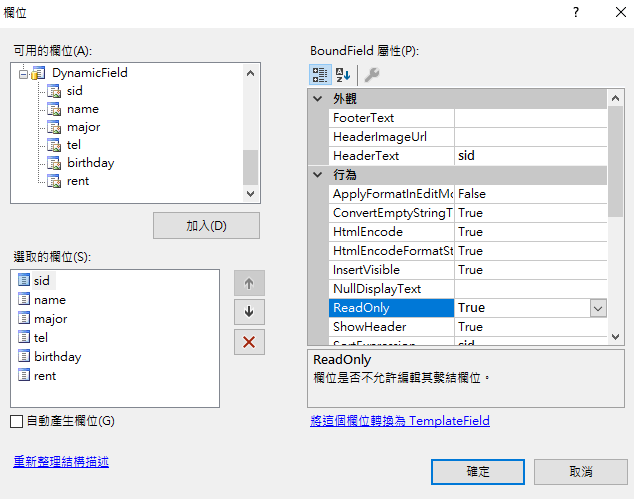 欄位
? ×
可用的欄位(A):
DynamicField
sid
name
major
tel
birthday
rent
加入(D)
選取的欄位(S):
sid
name
major
tel
birthday
rent
自動產生欄位(G)
重新整理結構描述
BoundField 屬性(P):
外觀
FooterText
HeaderImageUrl
HeaderText sid
行為
ApplyFormatInEditMo False
ConvertEmptyStringT True
HtmlEncode True
HtmlEncodeFormatSt True
InsertVisible True
NullDisplayText
ReadOnly True
ShowHeader True
SortExpression sid
ReadOnly
欄位是否不允許編輯其繫結欄位。
將這個欄位轉換為 TemplateField
確定
取消